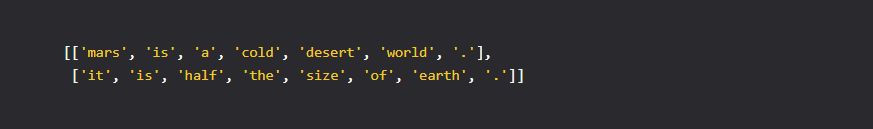 [['mars', 'is', 'a', 'cold', 'desert', 'world', '.'],
['it', 'is', 'half', 'the', 'size', 'of', 'earth', '.']]